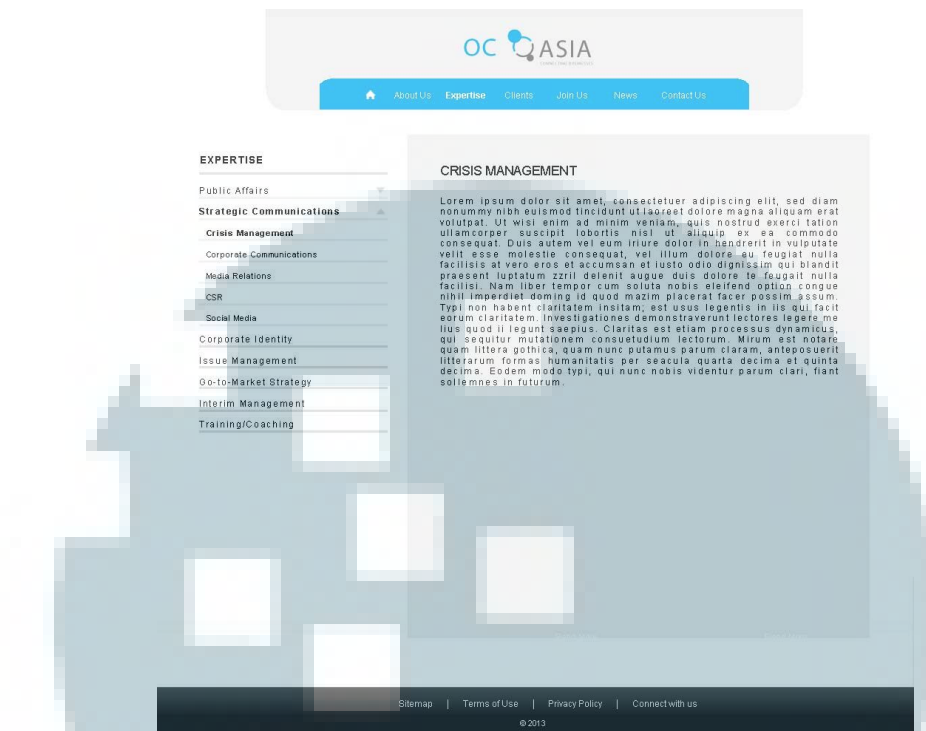 OC ASIA
About Us Expertise Clients Join Us News Contact Us
EXPERTISE
Public Affairs
Strategic Communications
Crisis Management
Corporate Communications
Media Relations
CSR
Social Media
Corporate Identity
Issue Management
Go-to-Market Strategy
Interim Management
Training/Coaching
CRISIS MANAGEMENT
Lorem ipsum dolor sit amet, consectetuer adipiscing elit, sed diam
nonummy nibh euismod tincidunt ut laoreet dolore magna aliquam erat
volutpat. Ut wisi enim ad minim veniam, quis nostrud exerci tation
ullamcorper suscipit lobortis nisl ut aliquip ex ea commodo
consequat. Duis autem vel eum iriure dolor in hendrerit in vulputate
velit esse molestie consequat, vel illum dolore eu feugiat nulla
facilisis at vero eros et accumsan et iusto odio dignissim qui blandit
praesent luptatum zzril delenit augue duis dolore te feugait nulla
facilisi. Nam liber tempor cum soluta nobis eleifend option congue
nihil imperdiet doming id quod mazim placerat facer possim assum.
Typi non habent claritatem insitam; est usus legentis in iis qui facit
eorum claritatem. Investigationes demonstraverunt lectores legere me
lius quod ii legunt saepius. Claritas est etiam processus dynamicus,
qui sequitur mutationem consuetudium lectorum. Mirum est notare
quam littera gothica, quam nunc putamus parum claram, anteposuerit
litterarum formas humanitatis per seacula quarta decima et quinta
decima. Eodem modo typi, qui nunc nobis videntur parum clari, fiant
sollemnes in futurum.
Sitemap | Terms of Use | Privacy Policy | Connect with us
© 2013